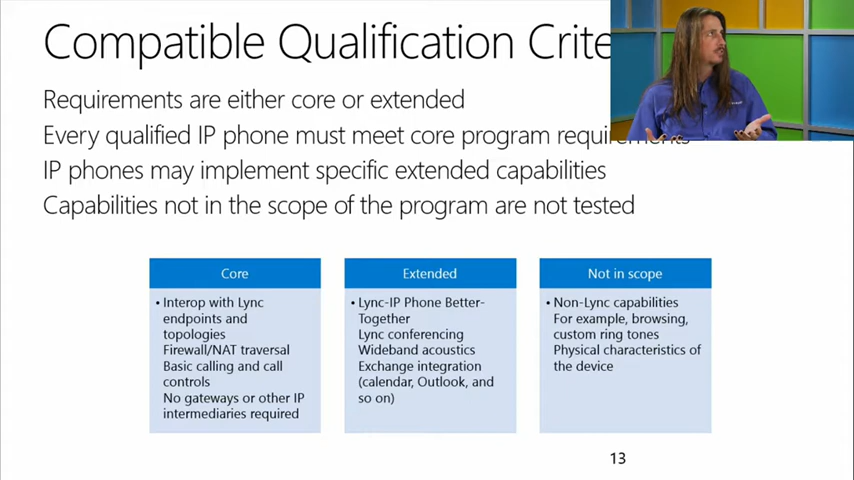 Compatible Qualification Crite
Requirements are either core or extended
Every qualified IP phone must meet core program requirements
IP phones may implement specific extended capabilities
Capabilities not in the scope of the program are not tested
Core
• Interop with Lync
endpoints and
topologies
Firewall/NAT traversal
Basic calling and call
controls
No gateways or other IP
intermediaries required
Extended
• Lync-IP Phone Better-
Together
Lync conferencing
Wideband acoustics
Exchange integration
(calendar, Outlook, and
so on)
Not in scope
• Non-Lync capabilities
For example, browsing,
custom ring tones
Physical characteristics of
the device
13